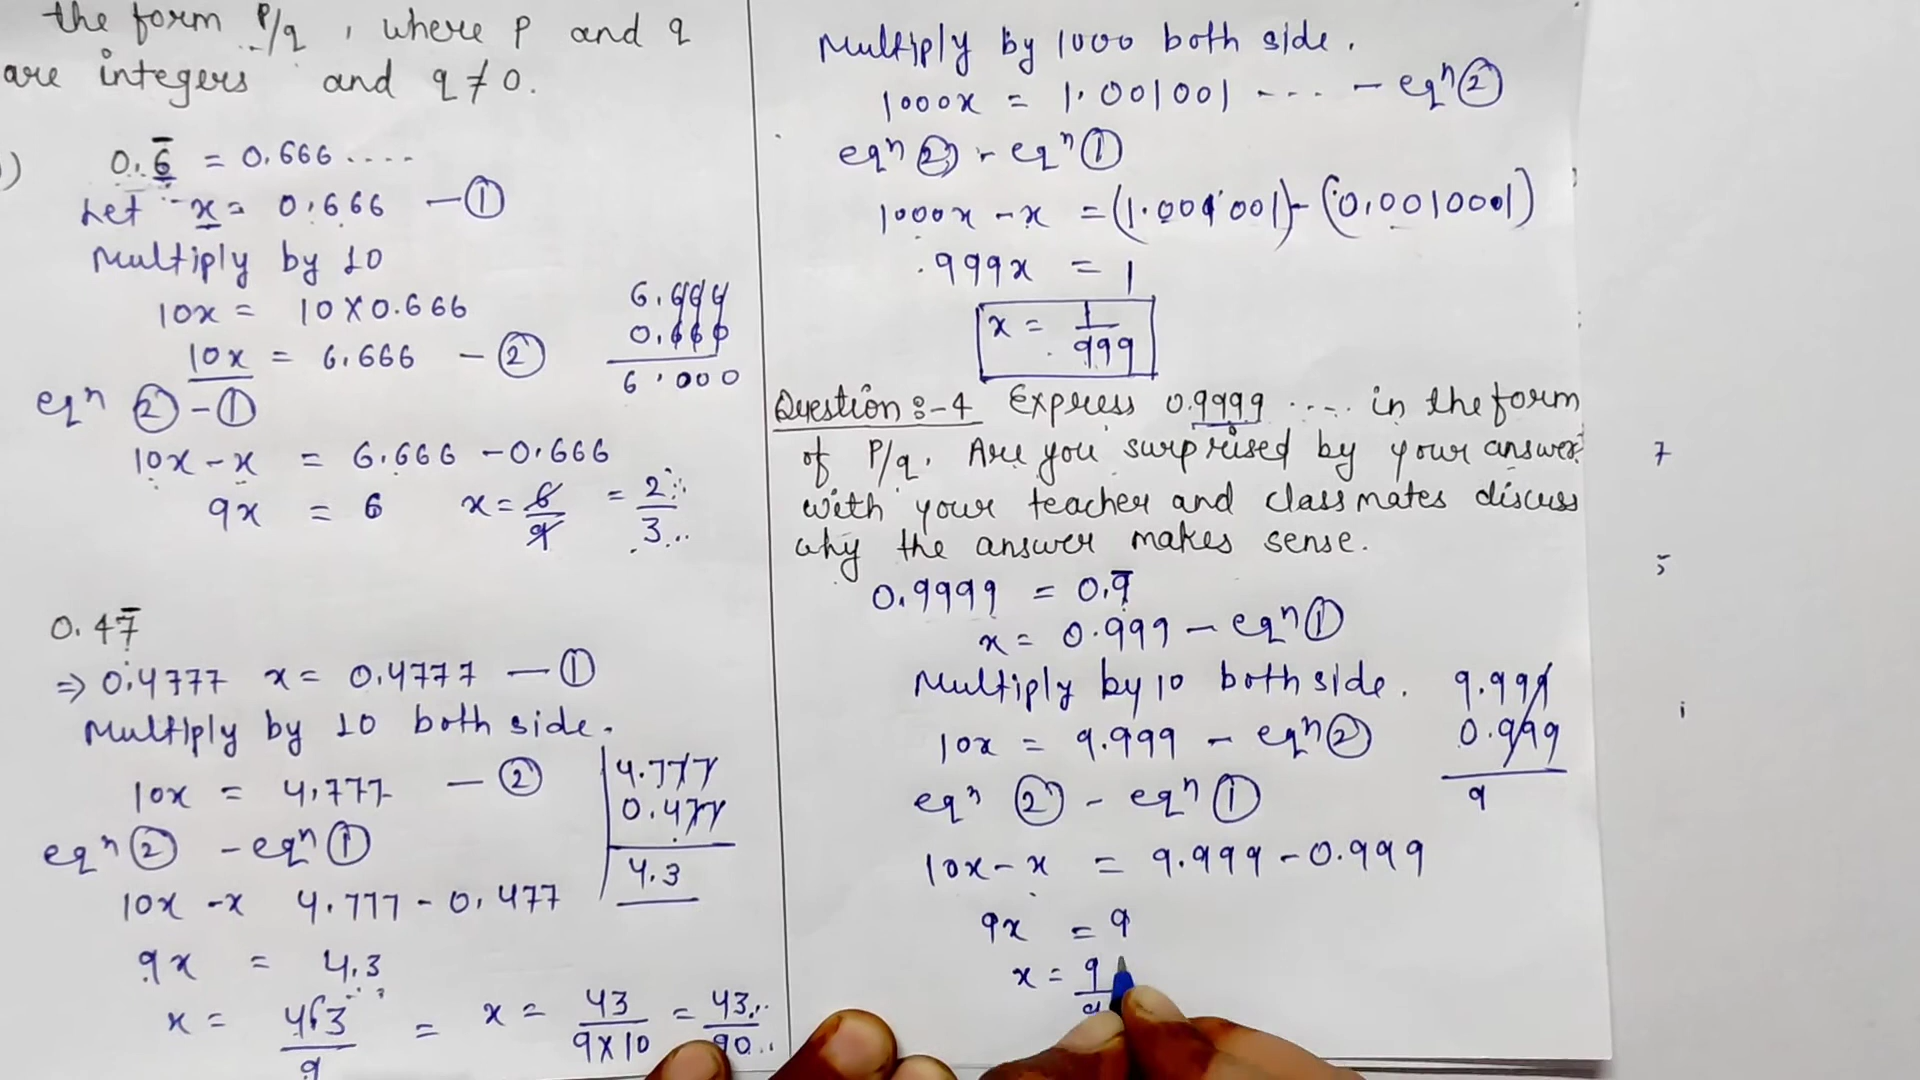 the form P/q , where P and q
are integers and q ≠ 0.
) 0.6̅ = 0.666....
Let x = 0.666 — ①
Multiply by 10
10x = 10 X 0.666
10x = 6.666 — ②
6.666
0.666
6.000
eqⁿ ② - ①
10x - x = 6.666 - 0.666
9x = 6 x = 6/9 = 2/3
0.47̅
⇒ 0.4777 x = 0.4777 — ①
Multiply by 10 both side.
10x = 4.777 — ②
4.777
0.477
4.3
eqⁿ ② - eqⁿ ①
10x - x 4.777 - 0.477
9x = 4.3
x = 4.3/9 = x = 43/9X10 = 43/90
Multiply by 1000 both side.
1000x = 1.001001 ---- - eqⁿ ②
eqⁿ ② - eqⁿ ①
1000x - x = (1.001001) - (0.0010001)
999x = 1
x = 1/999
Question :- 4 Express 0.9999 ..... in the form
of P/q. Are you surprised by your answer
with your teacher and classmates discuss
why the answer makes sense.
0.9999 = 0.9̅
x = 0.999 - eqⁿ ①
Multiply by 10 both side.
10x = 9.999 - eqⁿ ②
9.999
0.999
9
eqⁿ ② - eqⁿ ①
10x - x = 9.999 - 0.999
9x = 9
x = 9/9